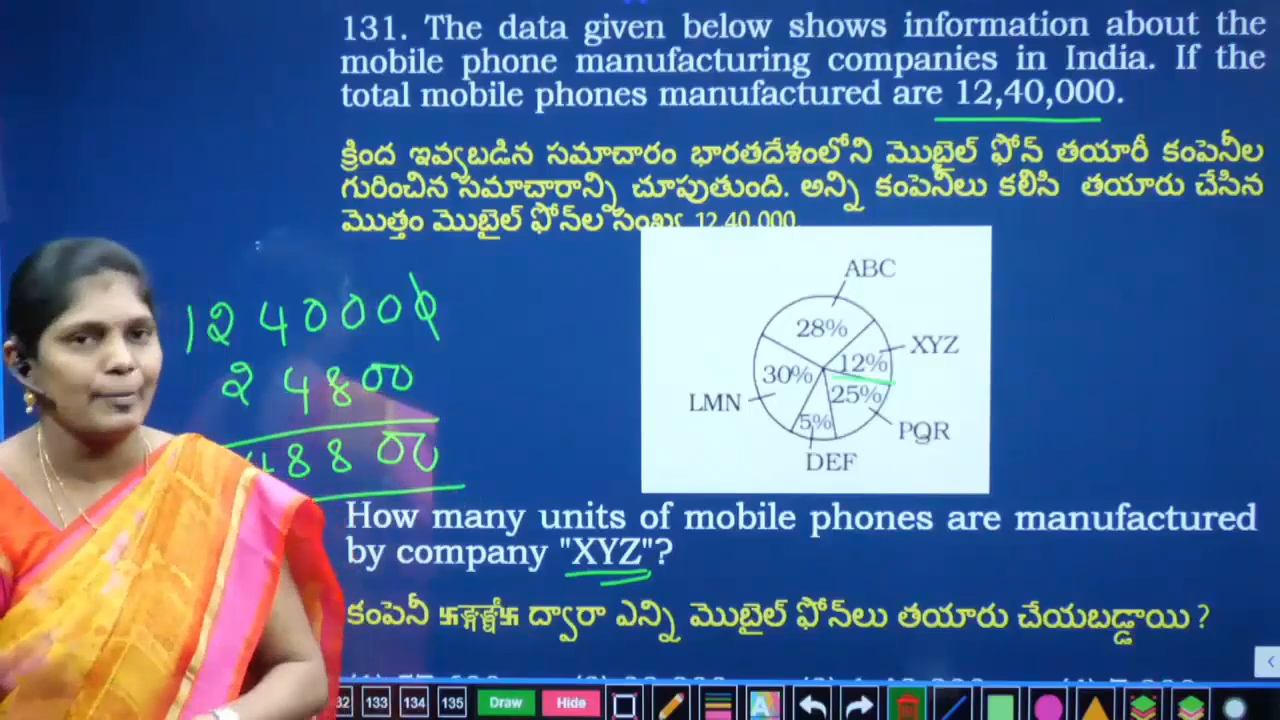 131. The data given below shows information about the
mobile phone manufacturing companies in India. If the
total mobile phones manufactured are 12,40,000.
క్రింద ఇవ్వబడిన సమాచారం భారతదేశంలోని మొబైల్ ఫోన్ తయారీ కంపెనీల
గురించిన సమాచారాన్ని చూపుతుంది. అన్ని కంపెనీలు కలిసి తయారు చేసిన
మొత్తం మొబైల్ ఫోన్‌ల సంఖ్య 12,40,000.
ABC
28%
XYZ
12%
30%
25%
LMN
5%
PQR
DEF
1240000
24800
8800
How many units of mobile phones are manufactured
by company "XYZ"?
కంపెనీ ద్వారా ఎన్ని మొబైల్ ఫోన్‌లు తయారు చేయబడ్డాయి?
32 133 134 135 Draw Hide